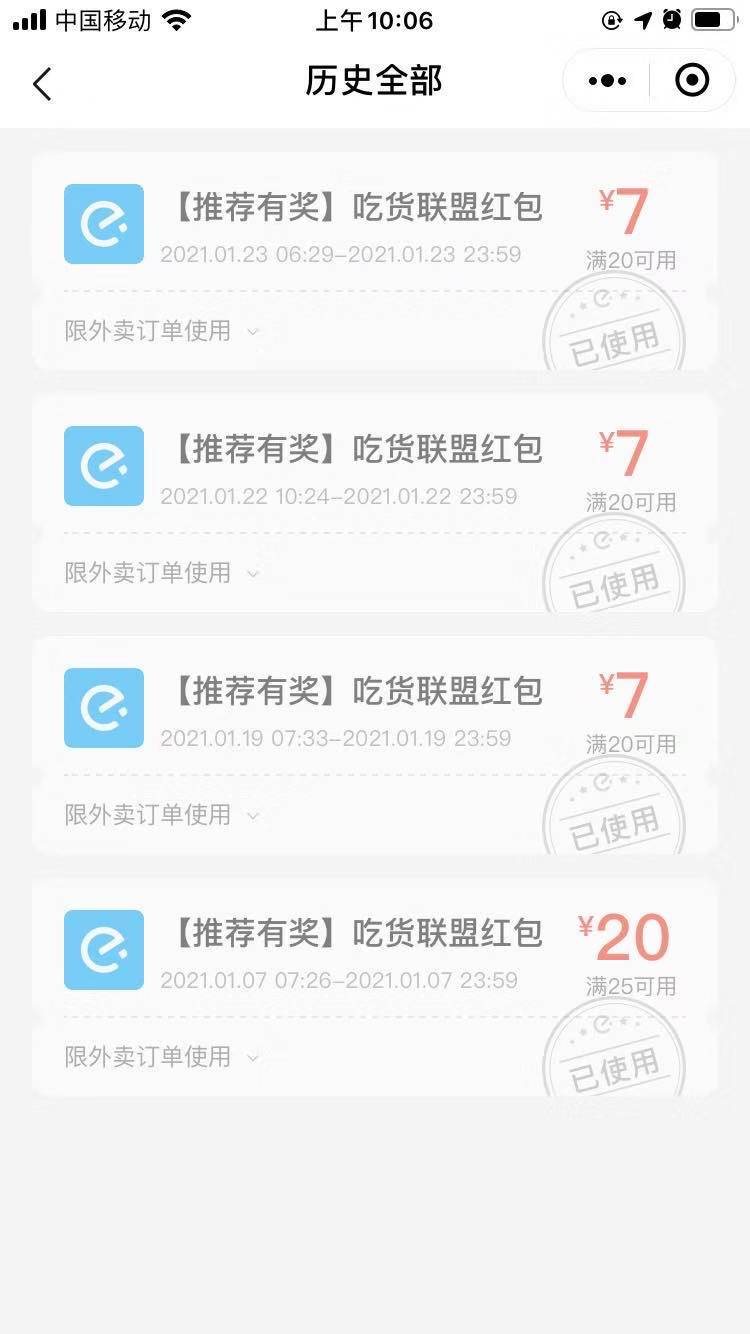 中国移动 上午10:06
历史全部
【推荐有奖】吃货联盟红包 ¥7
2021.01.23 06:29-2021.01.23 23:59 满20可用
限外卖订单使用 已使用
【推荐有奖】吃货联盟红包 ¥7
2021.01.22 10:24-2021.01.22 23:59 满20可用
限外卖订单使用 已使用
【推荐有奖】吃货联盟红包 ¥7
2021.01.19 07:33-2021.01.19 23:59 满20可用
限外卖订单使用 已使用
【推荐有奖】吃货联盟红包 ¥20
2021.01.07 07:26-2021.01.07 23:59 满25可用
限外卖订单使用 已使用